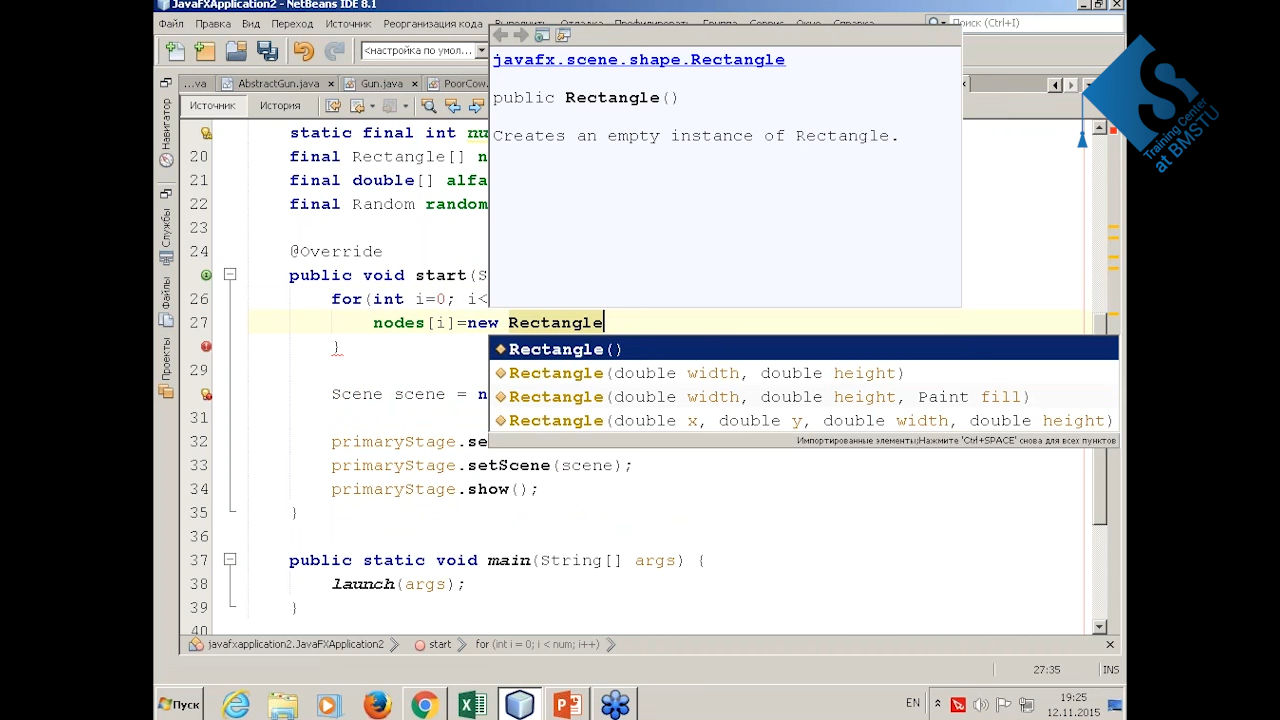 JavaFXApplication2 - NetBeans IDE 8.1
Файл Правка Вид Переход Источник Реорганизация кода Выполнить Отладка Профилировать Группа Сервис Справка
Поиск (Ctrl+I)
<настройка по умол...
...va AbstractGun.java Gun.java PoorCow.
Источник История
javafx.scene.shape.Rectangle
public Rectangle()
Creates an empty instance of Rectangle.
static final int nu
20 final Rectangle[] n
21 final double[] alfa
22 final Random random
23
24 @Override
public void start(S
26 for(int i=0; i<
27 nodes[i]=new Rectangle
}
29
Scene scene = n
31
32 primaryStage.se
33 primaryStage.setScene(scene);
34 primaryStage.show();
35 }
36
37 public static void main(String[] args) {
38 launch(args);
39 }
40
Rectangle()
Rectangle(double width, double height)
Rectangle(double width, double height, Paint fill)
Rectangle(double x, double y, double width, double height)
Импортированные элементы;Нажмите 'Ctrl+SPACE' снова для всех пунктов
Навигатор
Службы
Файлы
Проекты
javafxapplication2.JavaFXApplication2 start for (int i = 0; i < num; i++)
27:35 INS
Пуск
EN
19:25
12.11.2015
Training Center
at BMSTU